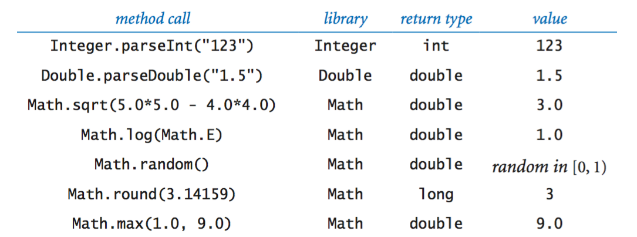 method call library return type value
Integer.parseInt("123") Integer int 123
Double.parseDouble("1.5") Double double 1.5
Math.sqrt(5.0*5.0 - 4.0*4.0) Math double 3.0
Math.log(Math.E) Math double 1.0
Math.random() Math double random in [0, 1)
Math.round(3.14159) Math long 3
Math.max(1.0, 9.0) Math double 9.0